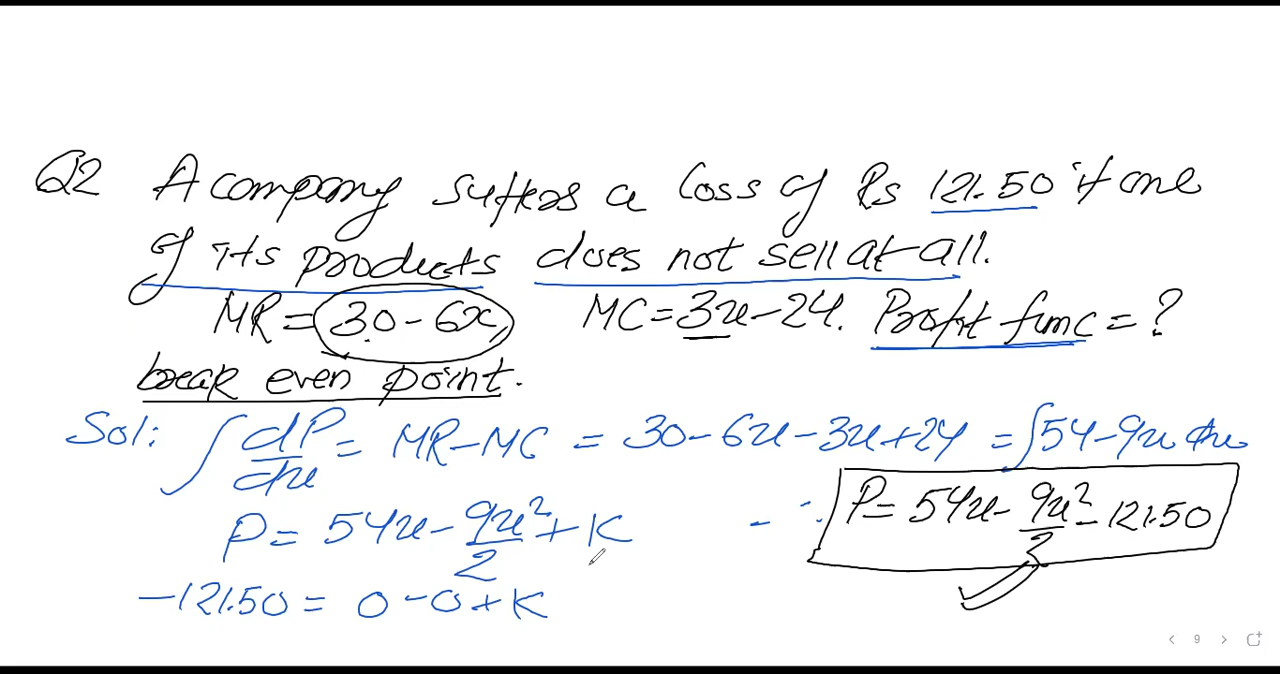 Q2 A company suffers a loss of Rs 121.50 if one
of its products does not sell at all.
MR = 30 - 6x, MC = 3x - 24. Profit func = ?
break even point.
Sol: ∫ dP/dx = MR - MC = 30 - 6x - 3x + 24 = ∫ 54 - 9x dx
P = 54x - 9x²/2 + K - ∴ P = 54x - 9x²/2 - 121.50
-121.50 = 0 - 0 + K
9